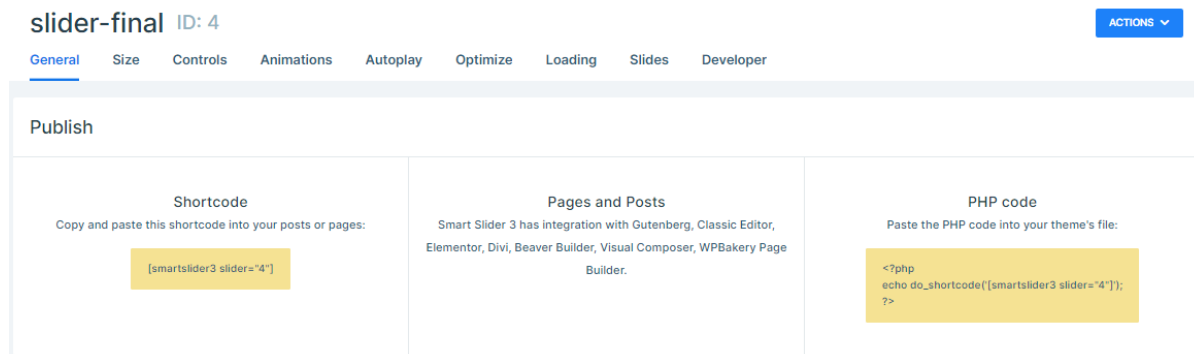 slider-final ID: 4
ACTIONS
General Size Controls Animations Autoplay Optimize Loading Slides Developer
Publish
Shortcode
Copy and paste this shortcode into your posts or pages:
[smartslider3 slider="4"]
Pages and Posts
Smart Slider 3 has integration with Gutenberg, Classic Editor,
Elementor, Divi, Beaver Builder, Visual Composer, WPBakery Page
Builder.
PHP code
Paste the PHP code into your theme's file:
<?php
echo do_shortcode('[smartslider3 slider="4"]');
?>